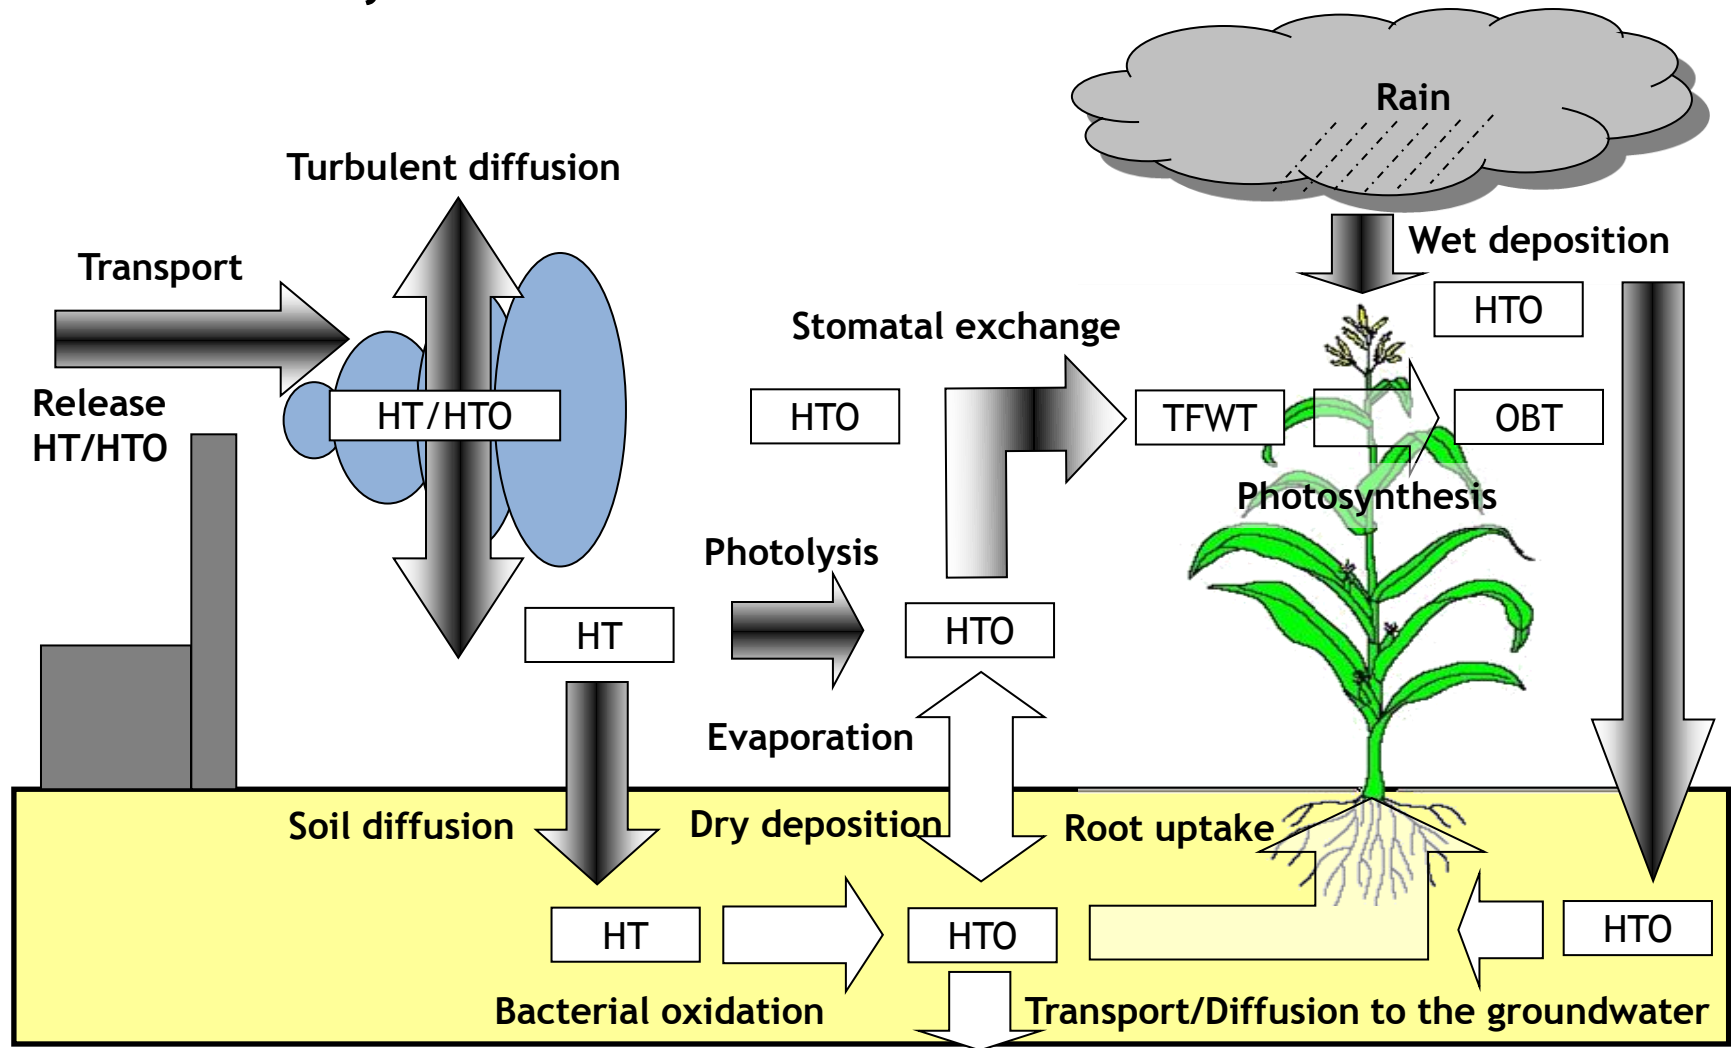 Rain
Turbulent diffusion
Wet deposition
Transport
HTO
Stomatal exchange
Release
HT/HTO
HT/HTO
HTO
TFWT
OBT
Photosynthesis
Photolysis
HT
HTO
Evaporation
Soil diffusion
Dry deposition
Root uptake
HT
HTO
HTO
Bacterial oxidation
Transport/Diffusion to the groundwater